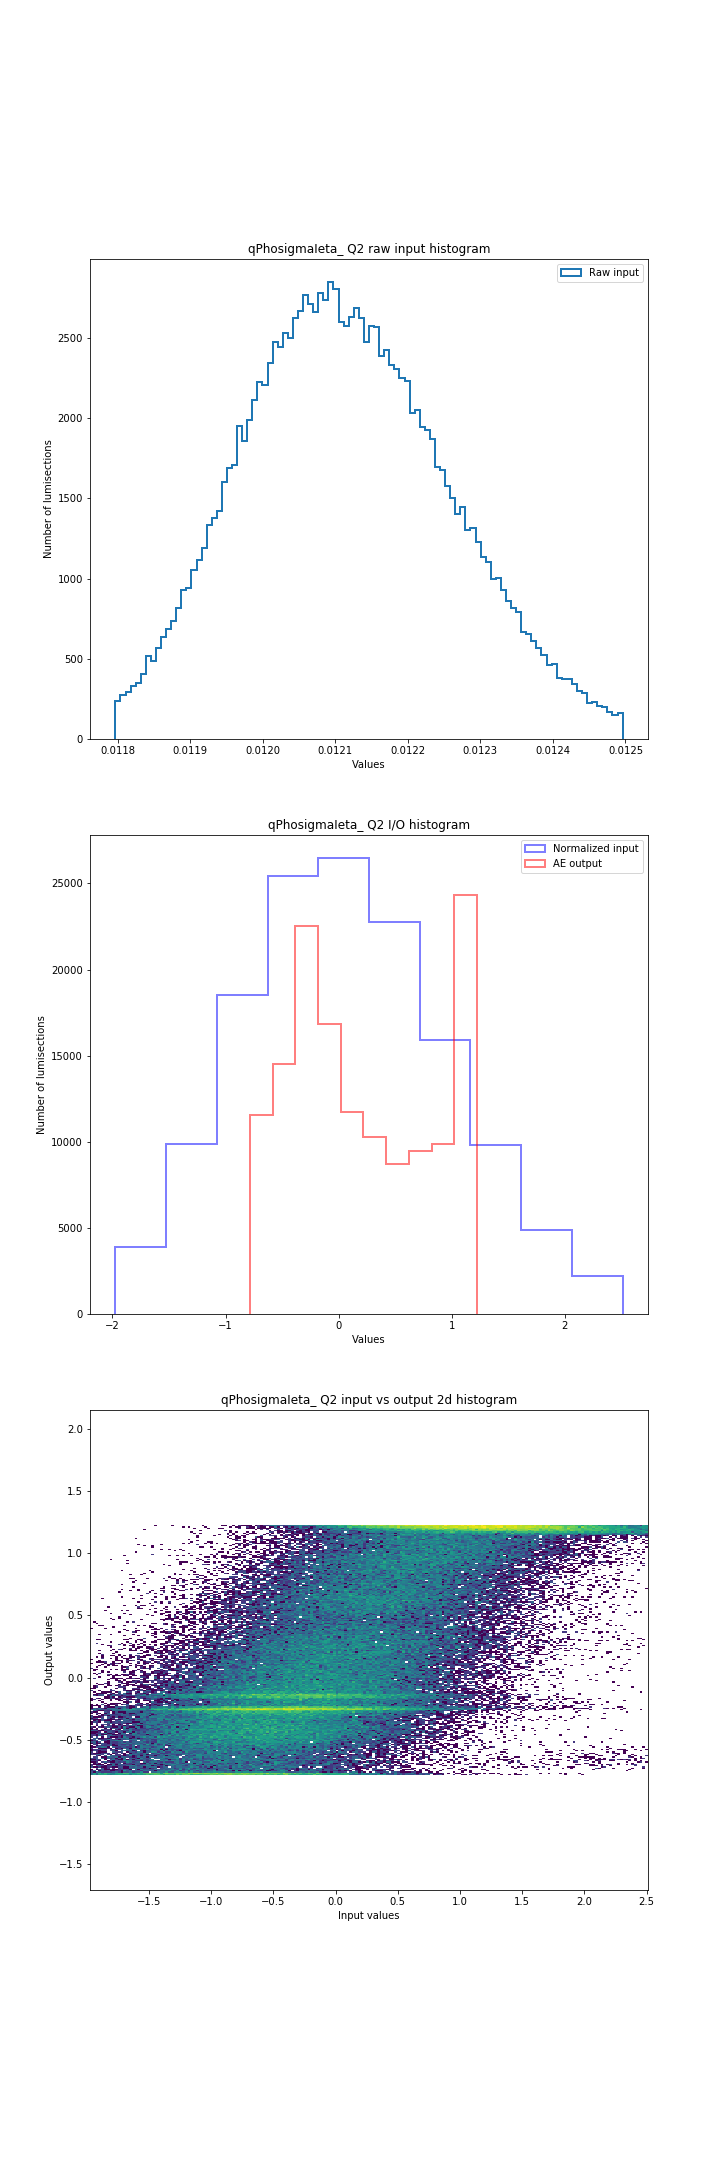 qPhosigmaIeta_ Q2 raw input histogram
Raw input
2500
2000
1500
1000
500
0
Number of lumisections
0.0118 0.0119 0.0120 0.0121 0.0122 0.0123 0.0124 0.0125
Values
qPhosigmaIeta_ Q2 I/O histogram
Normalized input
AE output
25000
20000
15000
10000
5000
0
Number of lumisections
−2 −1 0 1 2
Values
qPhosigmaIeta_ Q2 input vs output 2d histogram
2.0
1.5
1.0
0.5
0.0
−0.5
−1.0
−1.5
Output values
−1.5 −1.0 −0.5 0.0 0.5 1.0 1.5 2.0 2.5
Input values